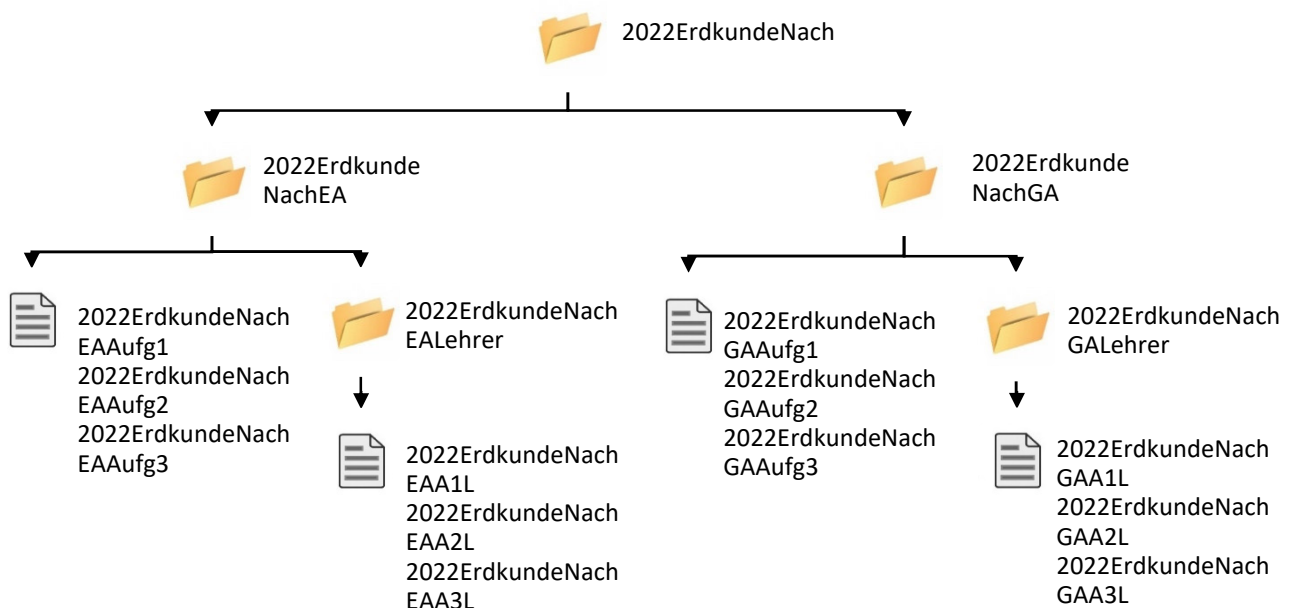 2022ErdkundeNach
2022Erdkunde
NachEA
2022Erdkunde
NachGA
2022ErdkundeNach
EAAufg1
2022ErdkundeNach
EAAufg2
2022ErdkundeNach
EAAufg3
2022ErdkundeNach
EALehrer
2022ErdkundeNach
EAA1L
2022ErdkundeNach
EAA2L
2022ErdkundeNach
EAA3L
2022ErdkundeNach
GAAufg1
2022ErdkundeNach
GAAufg2
2022ErdkundeNach
GAAufg3
2022ErdkundeNach
GALehrer
2022ErdkundeNach
GAA1L
2022ErdkundeNach
GAA2L
2022ErdkundeNach
GAA3L